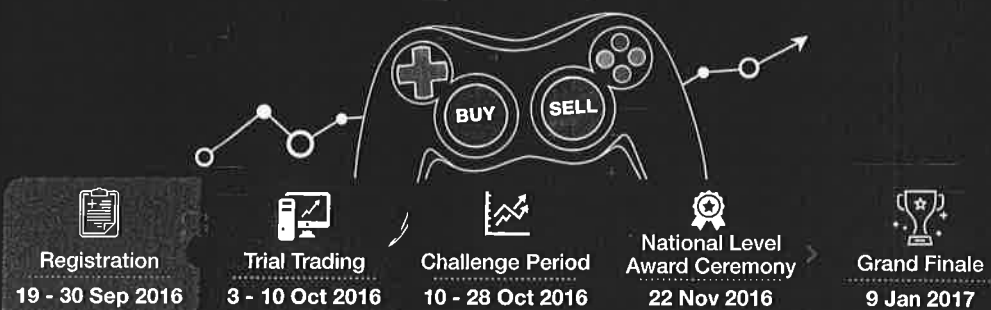 BUY
SELL
Registration
19 - 30 Sep 2016
Trial Trading
3 - 10 Oct 2016
Challenge Period
10 - 28 Oct 2016
National Level
Award Ceremony
22 Nov 2016
Grand Finale
9 Jan 2017